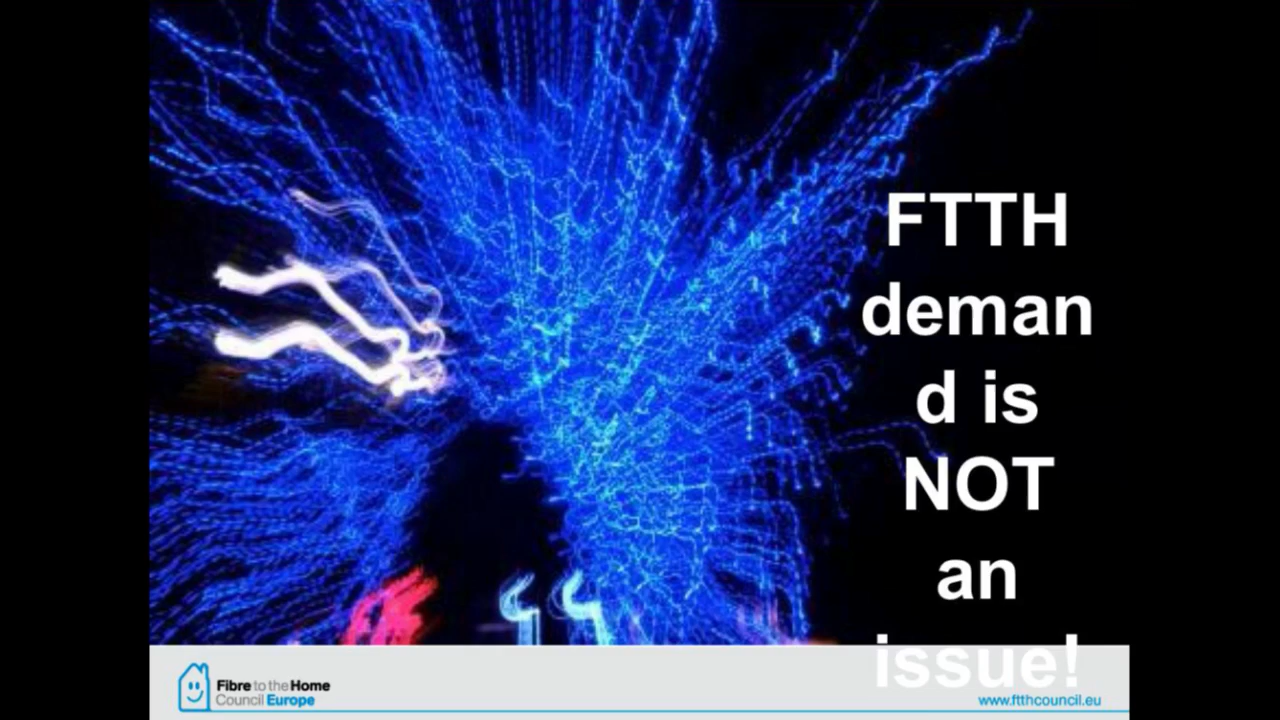 FTTH
deman
d is
NOT
an
issue!
Fibre to the Home
Council Europe
www.ftthcouncil.eu